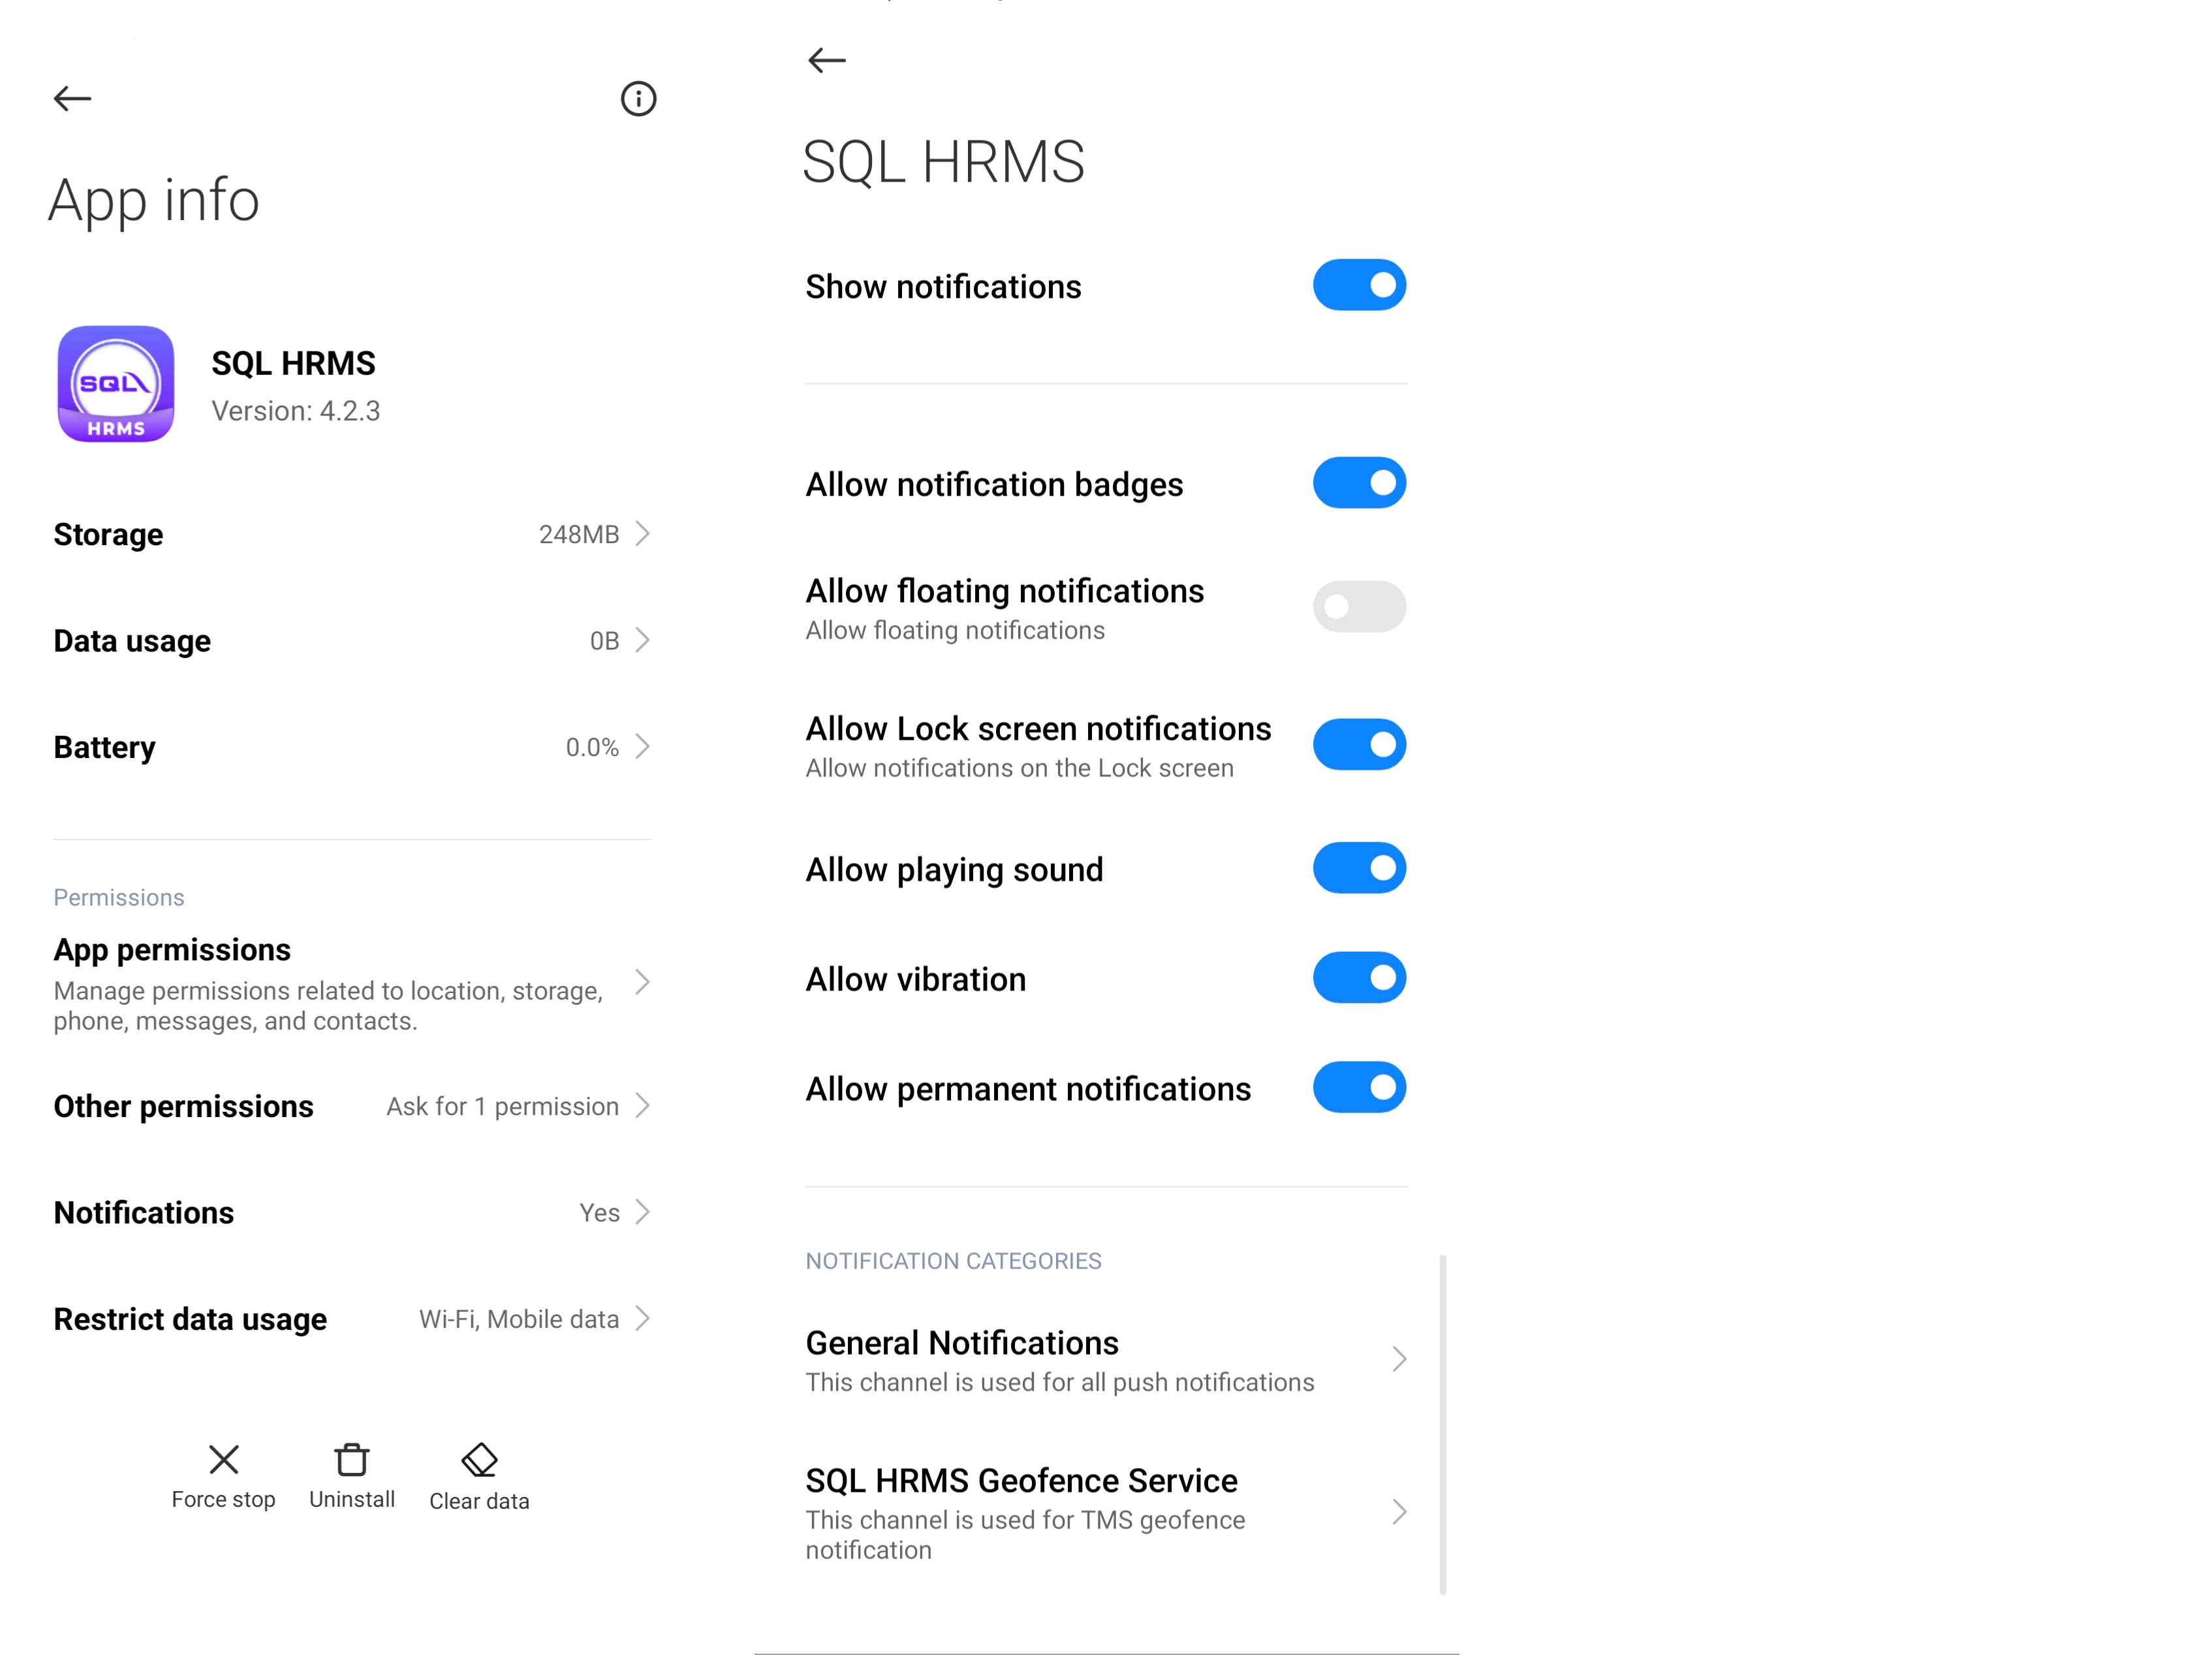 App info
SQL
HRMS
SQL HRMS
Version: 4.2.3
Storage 248MB
Data usage 0B
Battery 0.0%
Permissions
App permissions
Manage permissions related to location, storage,
phone, messages, and contacts.
Other permissions Ask for 1 permission
Notifications Yes
Restrict data usage Wi-Fi, Mobile data
Force stop Uninstall Clear data
SQL HRMS
Show notifications
Allow notification badges
Allow floating notifications
Allow floating notifications
Allow Lock screen notifications
Allow notifications on the Lock screen
Allow playing sound
Allow vibration
Allow permanent notifications
NOTIFICATION CATEGORIES
General Notifications
This channel is used for all push notifications
SQL HRMS Geofence Service
This channel is used for TMS geofence
notification